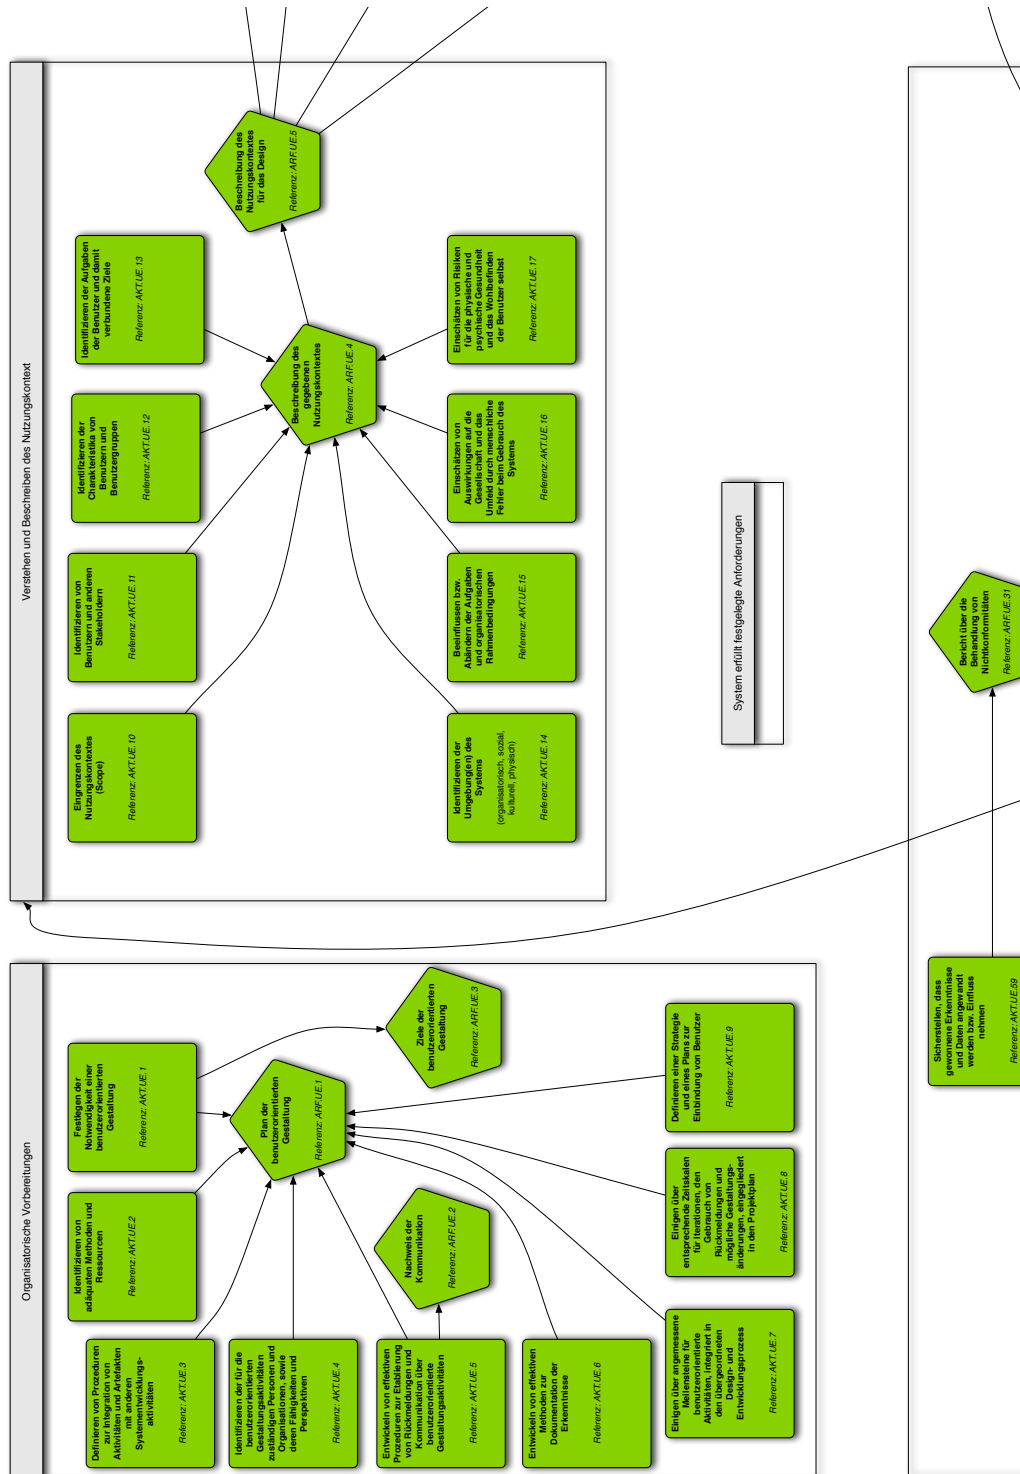 Organisatorische Vorbereitungen
Festlegen der
Notwendigkeit einer
benutzerorientierten
Gestaltung
Referenz: AKT.UE.1
Identifizieren von
adäquaten Methoden und
Ressourcen
Referenz: AKT.UE.2
Definieren von Prozeduren
zur Integration von
Aktivitäten und Artefakten
mit anderen
Systementwicklungs-
aktivitäten
Referenz: AKT.UE.3
Identifizieren der für die
benutzerorientierten
Gestaltungsaktivitäten
zuständigen Personen und
Organisationen, sowie
deren Fähigkeiten und
Perspektiven
Referenz: AKT.UE.4
Entwickeln von effektiven
Prozeduren zur Etablierung
von Rückmeldungen und
Kommunikation über
benutzerorientierte
Gestaltungsaktivitäten
Referenz: AKT.UE.5
Entwickeln von effektiven
Methoden zur
Dokumentation der
Erkenntnisse
Referenz: AKT.UE.6
Einigen über angemessene
Meilensteine für
benutzerorientierte
Aktivitäten, integriert in
den übergeordneten
Design- und
Entwicklungsprozess
Referenz: AKT.UE.7
Einigen über
entsprechende Zeitskalen
für Iterationen, den
Gebrauch von
Rückmeldungen und
mögliche Gestaltungs-
änderungen, eingegliedert
in den Projektplan
Referenz: AKT.UE.8
Definieren einer Strategie
und eines Plans zur
Einbindung von Benutzer
Referenz: AKT.UE.9
Plan der
benutzerorientierten
Gestaltung
Referenz: ARF.UE.1
Nachweis der
Kommunikation
Referenz: ARF.UE.2
Ziele der
benutzerorientierten
Gestaltung
Referenz: ARF.UE.3
Verstehen und Beschreiben des Nutzungskontext
Eingrenzen des
Nutzungskontextes
(Scope)
Referenz: AKT.UE.10
Identifizieren von
Benutzern und anderen
Stakeholdern
Referenz: AKT.UE.11
Identifizieren der
Charakteristika von
Benutzern und
Benutzergruppen
Referenz: AKT.UE.12
Identifizieren der Aufgaben
der Benutzer und damit
verbundene Ziele
Referenz: AKT.UE.13
Identifizieren der
Umgebung(en) des
Systems
(organisatorisch, sozial,
kulturell, physisch)
Referenz: AKT.UE.14
Beeinflussen bzw.
Abändern der Aufgaben
und organisatorischen
Rahmenbedingungen
Referenz: AKT.UE.15
Einschätzen von
Auswirkungen auf die
Gesellschaft und das
Umfeld durch menschliche
Fehler beim Gebrauch des
Systems
Referenz: AKT.UE.16
Einschätzen von Risiken
für die physische und
psychische Gesundheit
und das Wohlbefinden
der Benutzer selbst
Referenz: AKT.UE.17
Beschreibung des
gegebenen
Nutzungskontextes
Referenz: ARF.UE.4
Beschreibung des
Nutzungskontextes
für das Design
Referenz: ARF.UE.5
System erfüllt festgelegte Anforderungen
Sicherstellen, dass
gewonnene Erkenntnisse
und Daten angewandt
werden bzw. Einfluss
nehmen
Referenz: AKT.UE.59
Bericht über die
Behandlung von
Nichtkonformitäten
Referenz: ARF.UE.31